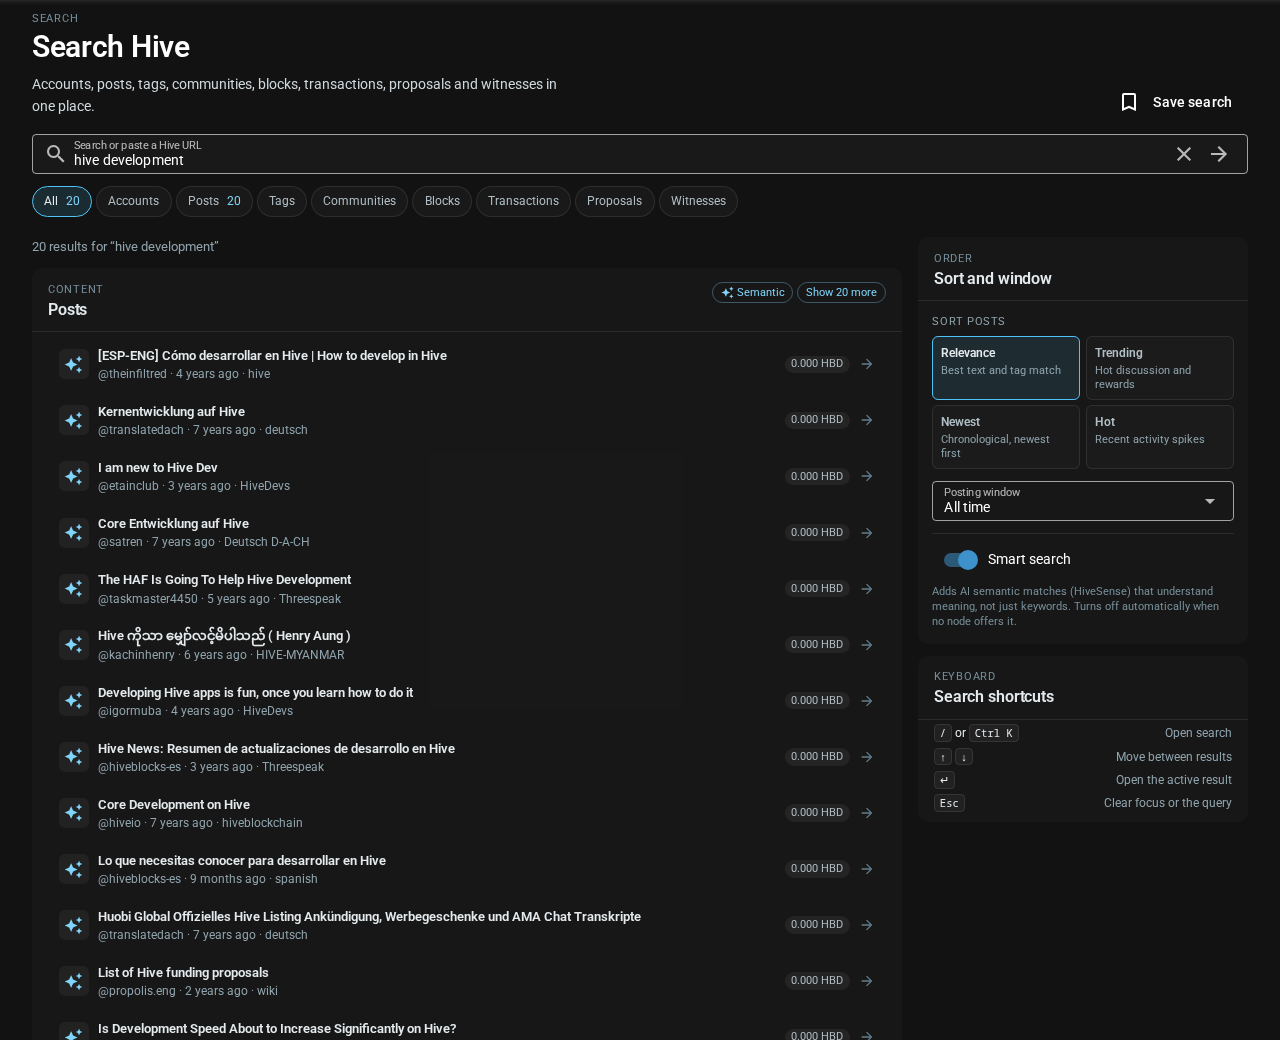 SEARCH
Search Hive
Accounts, posts, tags, communities, blocks, transactions, proposals and witnesses in
one place.
Save search
Search or paste a Hive URL
hive development
All 20
Accounts
Posts 20
Tags
Communities
Blocks
Transactions
Proposals
Witnesses
20 results for “hive development”
CONTENT
Posts
Semantic
Show 20 more
[ESP-ENG] Cómo desarrollar en Hive | How to develop in Hive
@theinfiltred · 4 years ago · hive
0.000 HBD
Kernentwicklung auf Hive
@translatedach · 7 years ago · deutsch
0.000 HBD
I am new to Hive Dev
@etainclub · 3 years ago · HiveDevs
0.000 HBD
Core Entwicklung auf Hive
@satren · 7 years ago · Deutsch D-A-CH
0.000 HBD
The HAF Is Going To Help Hive Development
@taskmaster4450 · 5 years ago · Threespeak
0.000 HBD
Hive ကိုသာ မျှော်လင့်မိပါသည် ( Henry Aung )
@kachinhenry · 6 years ago · HIVE-MYANMAR
0.000 HBD
Developing Hive apps is fun, once you learn how to do it
@igormuba · 4 years ago · HiveDevs
0.000 HBD
Hive News: Resumen de actualizaciones de desarrollo en Hive
@hiveblocks-es · 3 years ago · Threespeak
0.000 HBD
Core Development on Hive
@hiveio · 7 years ago · hiveblockchain
0.000 HBD
Lo que necesitas conocer para desarrollar en Hive
@hiveblocks-es · 9 months ago · spanish
0.000 HBD
Huobi Global Offizielles Hive Listing Ankündigung, Werbegeschenke und AMA Chat Transkripte
@translatedach · 7 years ago · deutsch
0.000 HBD
List of Hive funding proposals
@propolis.eng · 2 years ago · wiki
0.000 HBD
Is Development Speed About to Increase Significantly on Hive?
0.000 HBD
ORDER
Sort and window
SORT POSTS
Relevance
Best text and tag match
Trending
Hot discussion and
rewards
Newest
Chronological, newest
first
Hot
Recent activity spikes
Posting window
All time
Smart search
Adds AI semantic matches (HiveSense) that understand
meaning, not just keywords. Turns off automatically when
no node offers it.
KEYBOARD
Search shortcuts
/ or Ctrl K
Open search
↑ ↓
Move between results
↵
Open the active result
Esc
Clear focus or the query